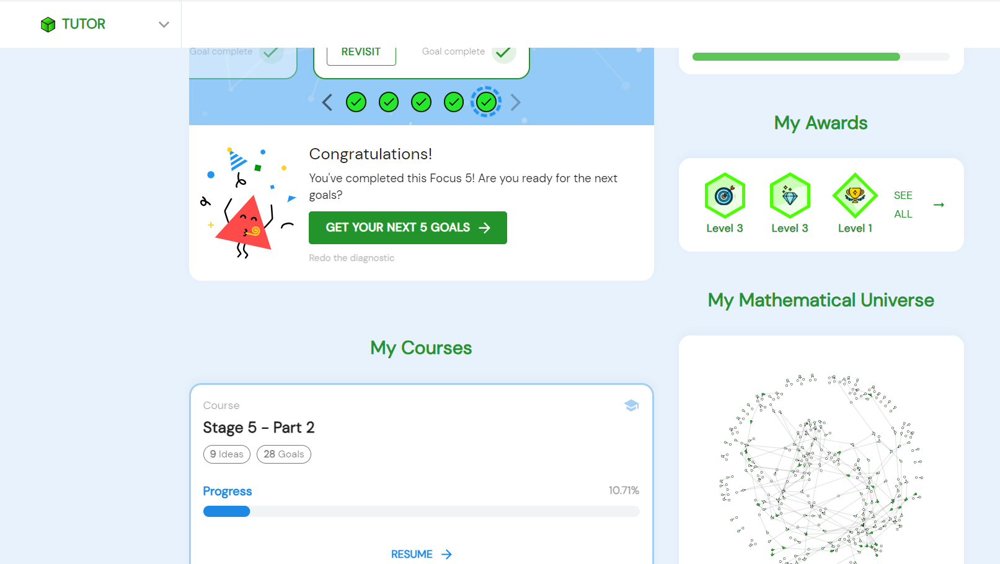 TUTOR
Goal complete
REVISIT
Goal complete
Congratulations!
You've completed this Focus 5! Are you ready for the next
goals?
GET YOUR NEXT 5 GOALS
Redo the diagnostic
My Courses
Course
Stage 5 - Part 2
9 Ideas
28 Goals
Progress
10.71%
RESUME
My Awards
Level 3
Level 3
Level 1
SEE
ALL
My Mathematical Universe